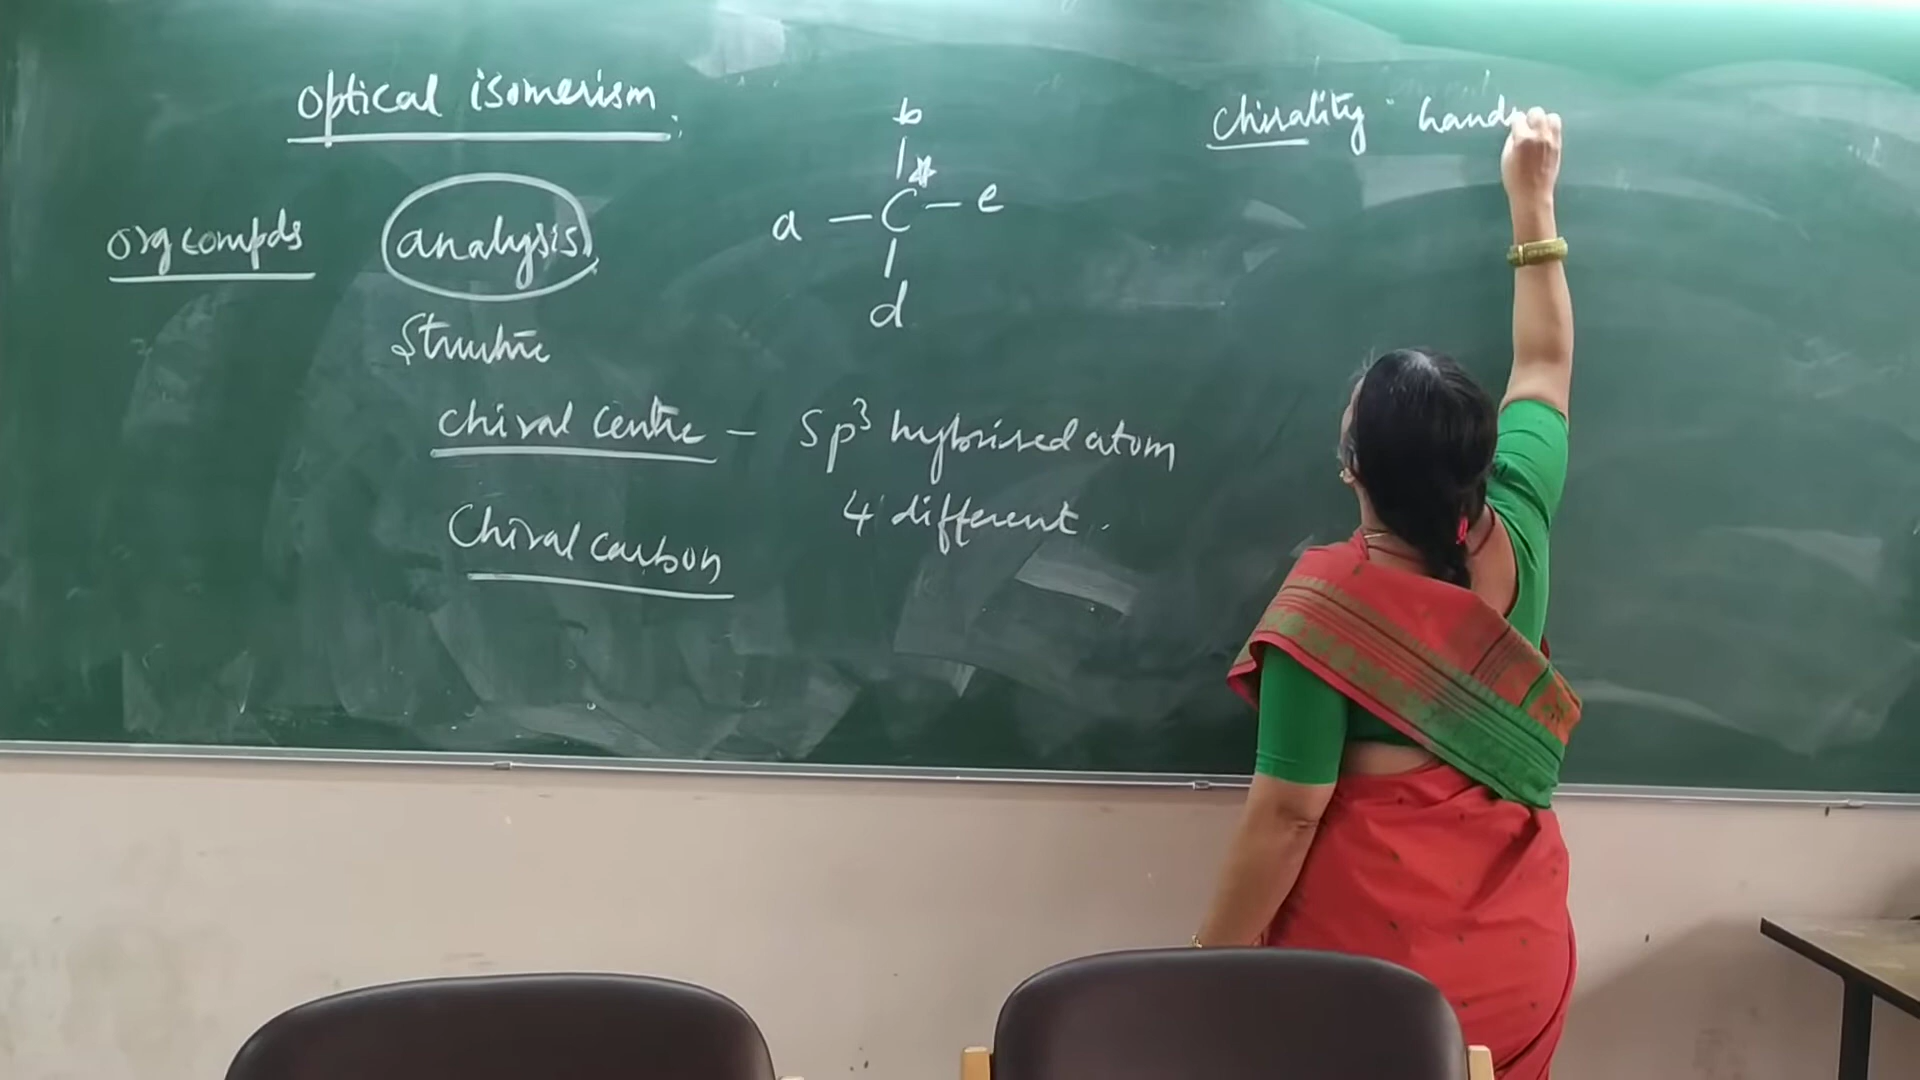 Optical isomerism
org compds
analysis
Structure
b
*
a — C — e
d
chiral centre — sp³ hybrised atom
4 different
Chiral carbon
Chirality